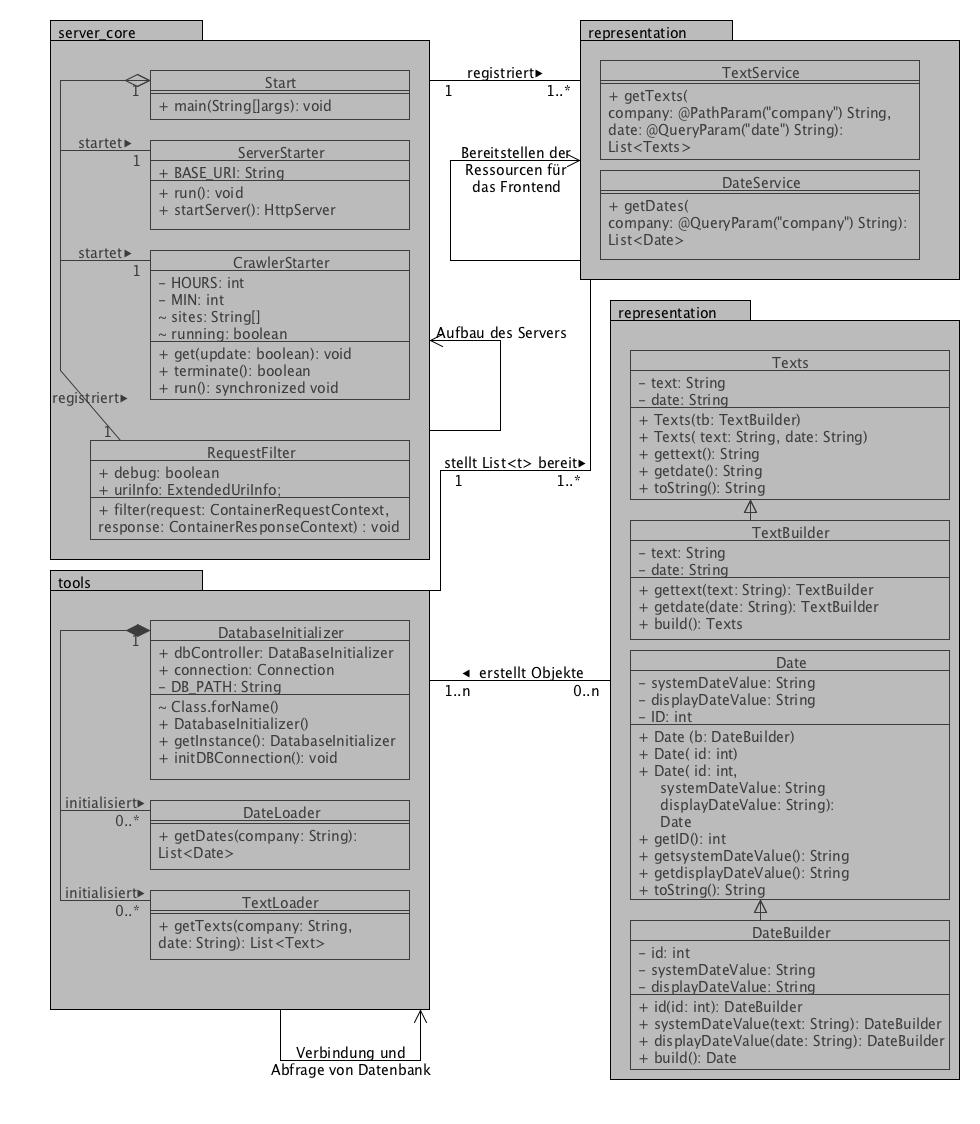 server_core
Start
1
+ main(String[]args): void
startet▶
1
ServerStarter
+ BASE_URI: String
+ run(): void
+ startServer(): HttpServer
startet▶
1
CrawlerStarter
- HOURS: int
- MIN: int
~ sites: String[]
~ running: boolean
+ get(update: boolean): void
+ terminate(): boolean
+ run(): synchronized void
registriert▶
1
RequestFilter
+ debug: boolean
+ uriInfo: ExtendedUriInfo;
+ filter(request: ContainerRequestContext,
response: ContainerResponseContext) : void
registriert▶
1
1..*
Bereitstellen der
Ressourcen für
das Frontend
Aufbau des Servers
stellt List<t> bereit▶
1
1..*
representation
TextService
+ getTexts(
company: @PathParam("company") String,
date: @QueryParam("date") String):
List<Texts>
DateService
+ getDates(
company: @QueryParam("company") String):
List<Date>
tools
DatabaseInitializer
1
+ dbController: DataBaseInitializer
+ connection: Connection
- DB_PATH: String
~ Class.forName()
+ DatabaseInitializer()
+ getInstance(): DatabaseInitializer
+ initDBConnection(): void
initialisiert▶
0..*
DateLoader
+ getDates(company: String):
List<Date>
initialisiert▶
0..*
TextLoader
+ getTexts(company: String,
date: String): List<Text>
Verbindung und
Abfrage von Datenbank
◀ erstellt Objekte
1..n
0..n
representation
Texts
- text: String
- date: String
+ Texts(tb: TextBuilder)
+ Texts( text: String, date: String)
+ gettext(): String
+ getdate(): String
+ toString(): String
TextBuilder
- text: String
- date: String
+ gettext(text: String): TextBuilder
+ getdate(date: String): TextBuilder
+ build(): Texts
Date
- systemDateValue: String
- displayDateValue: String
- ID: int
+ Date (b: DateBuilder)
+ Date( id: int)
+ Date( id: int,
systemDateValue: String
displayDateValue: String):
Date
+ getID(): int
+ getsystemDateValue(): String
+ getdisplayDateValue(): String
+ toString(): String
DateBuilder
- id: int
- systemDateValue: String
- displayDateValue: String
+ id(id: int): DateBuilder
+ systemDateValue(text: String): DateBuilder
+ displayDateValue(date: String): DateBuilder
+ build(): Date